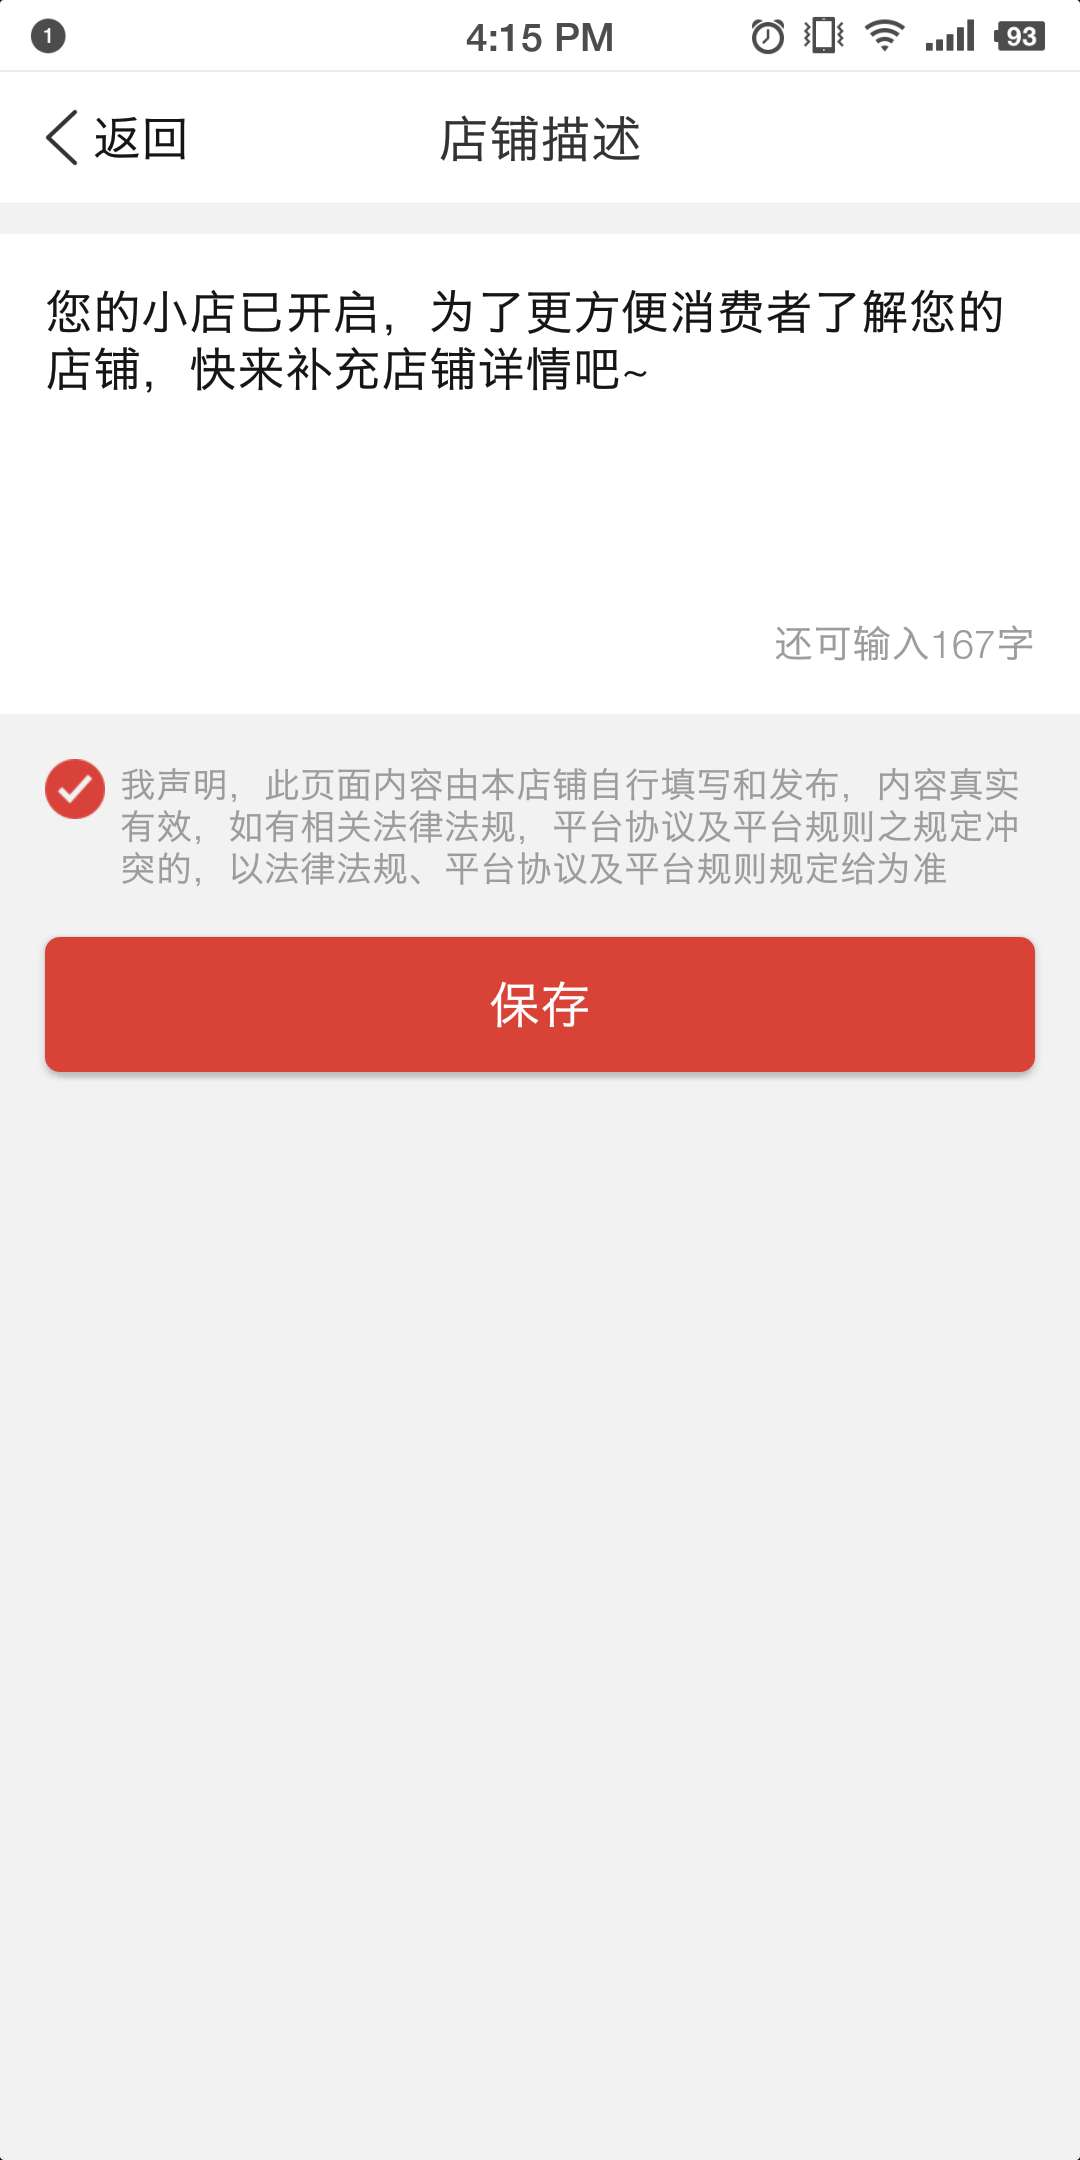 1
4:15 PM
93
返回
店铺描述
您的小店已开启，为了更方便消费者了解您的
店铺，快来补充店铺详情吧~
还可输入167字
我声明，此页面内容由本店铺自行填写和发布，内容真实
有效，如有相关法律法规，平台协议及平台规则之规定冲
突的，以法律法规、平台协议及平台规则规定给为准
保存